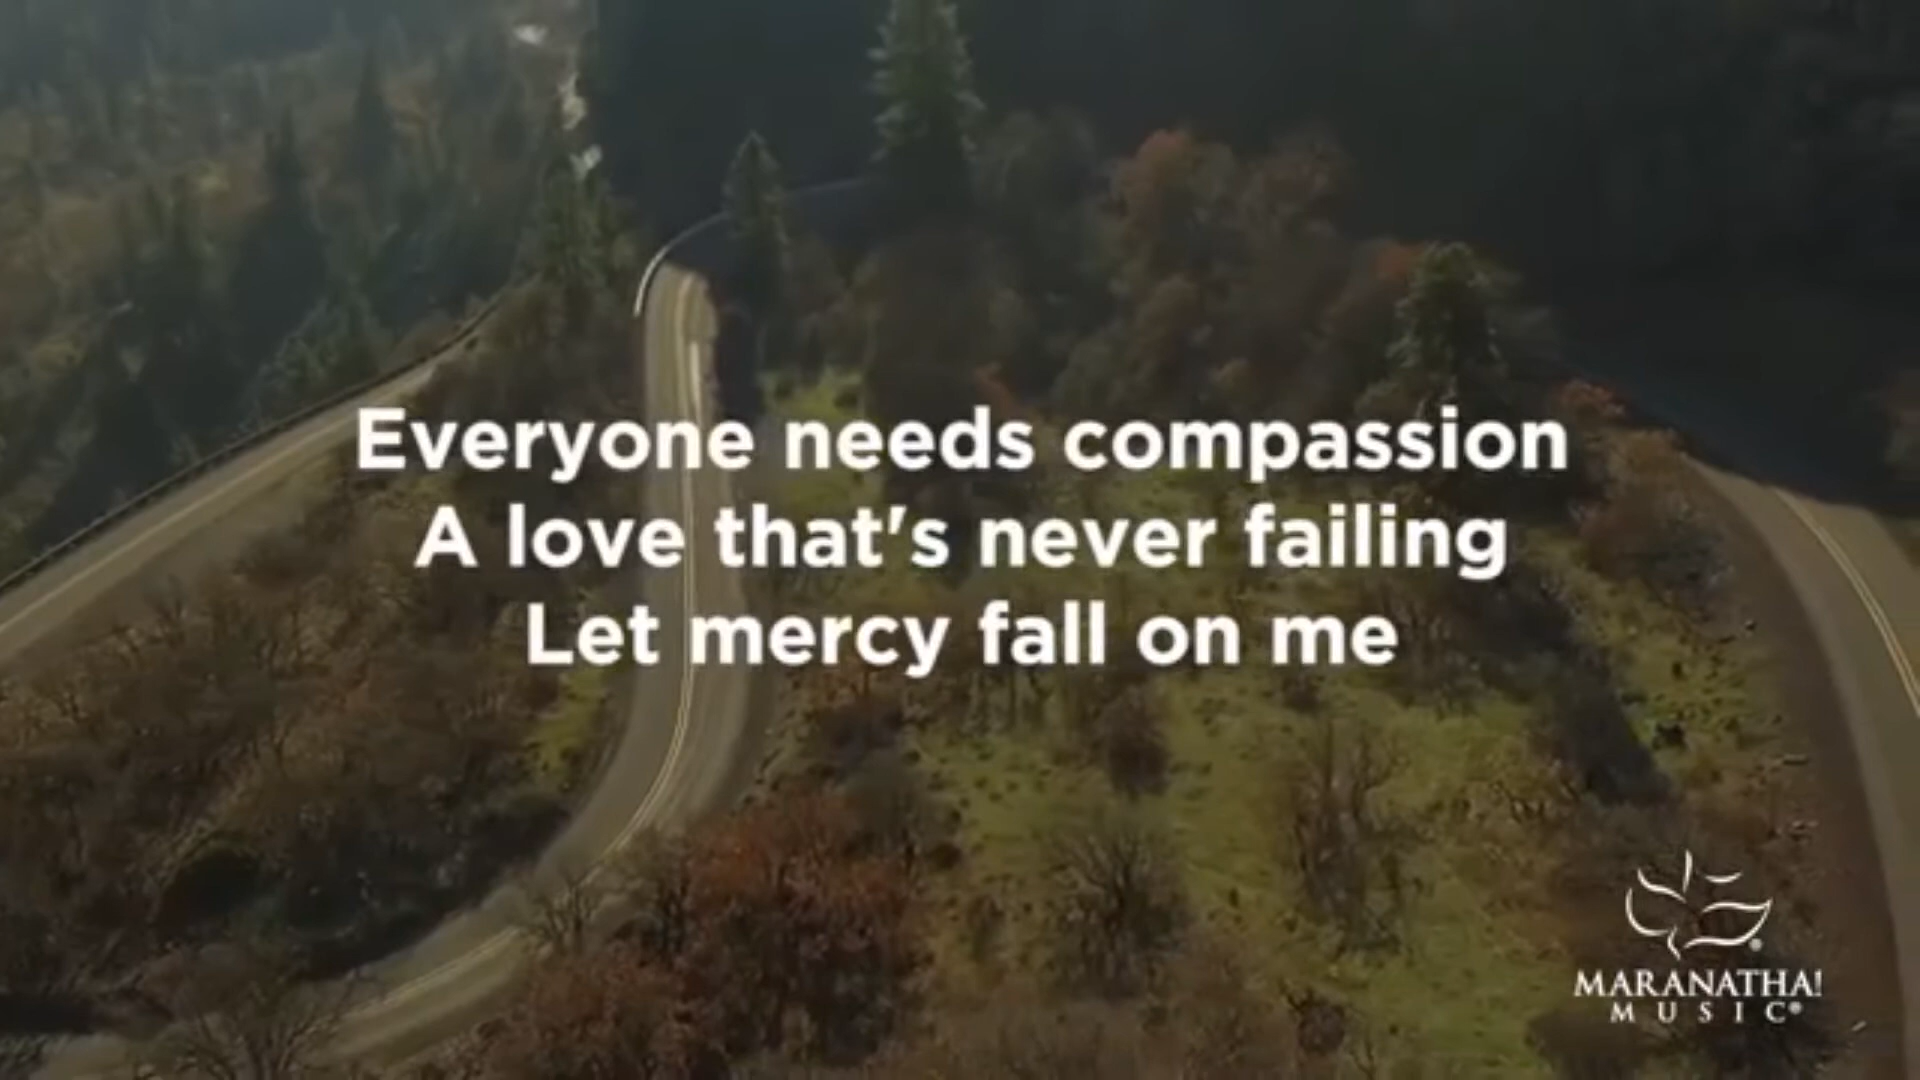 Everyone needs compassion
A love that's never failing
Let mercy fall on me
MARANATHA!
MUSIC®